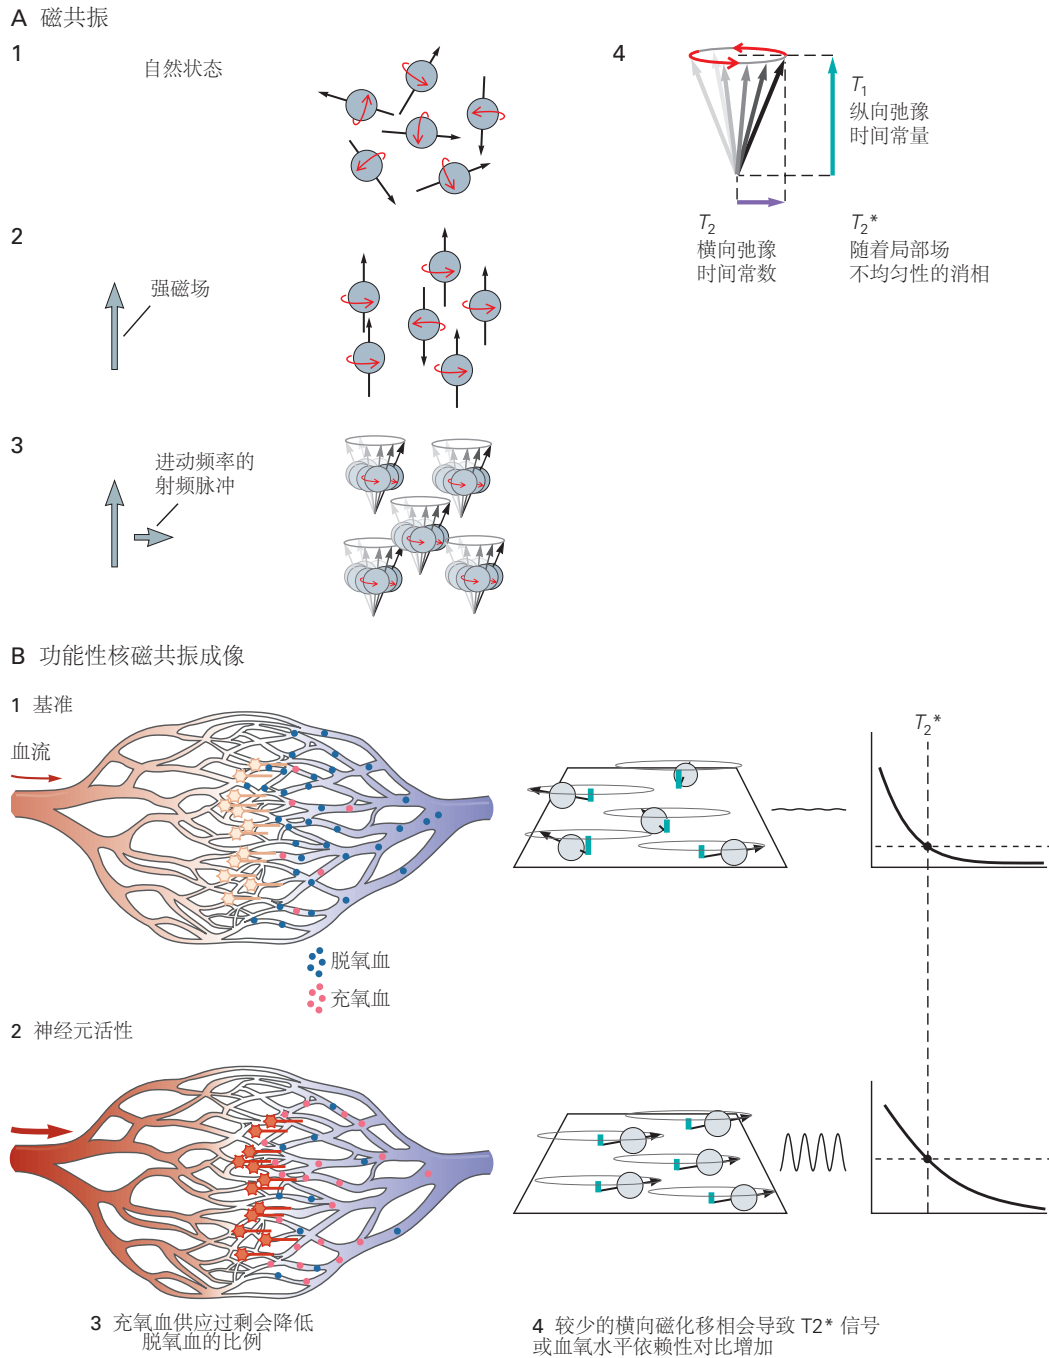 A 磁共振
1
自然状态
2
强磁场
3
进动频率的
射频脉冲
4
T1
纵向弛豫
时间常量
T2
横向弛豫
时间常数
T2*
随着局部场
不均匀性的消相
B 功能性核磁共振成像
1 基准
血流
T2*
脱氧血
充氧血
2 神经元活性
3 充氧血供应过剩会降低
脱氧血的比例
4 较少的横向磁化移相会导致 T2* 信号
或血氧水平依赖性对比增加